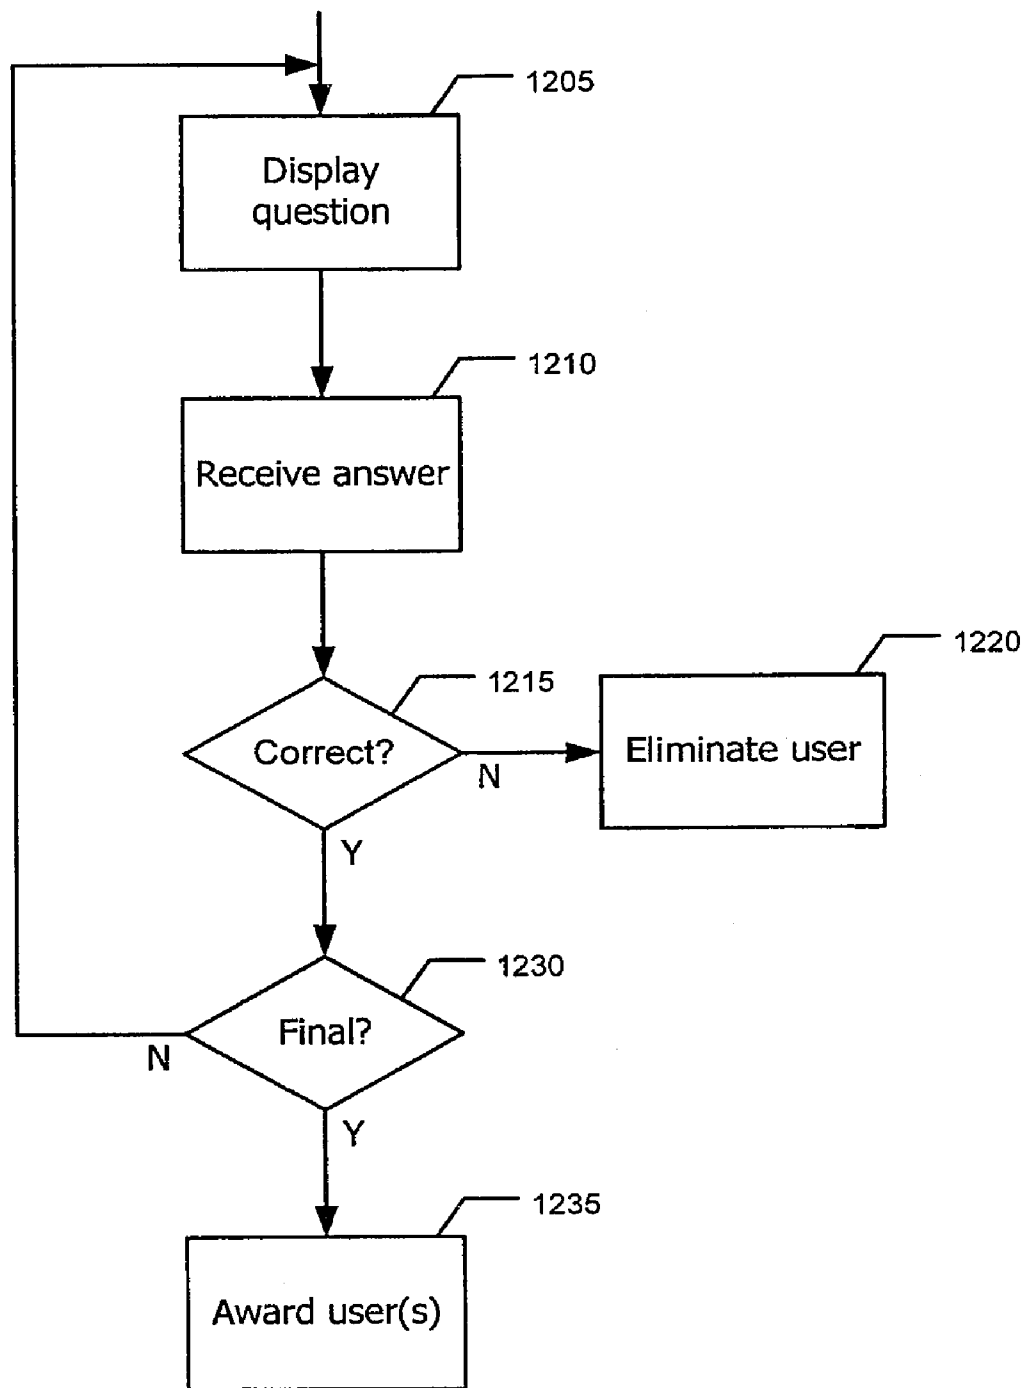 1205
Display
question
1210
Receive answer
1215
Correct?
N
1220
Eliminate user
Y
1230
Final?
N
Y
1235
Award user(s)